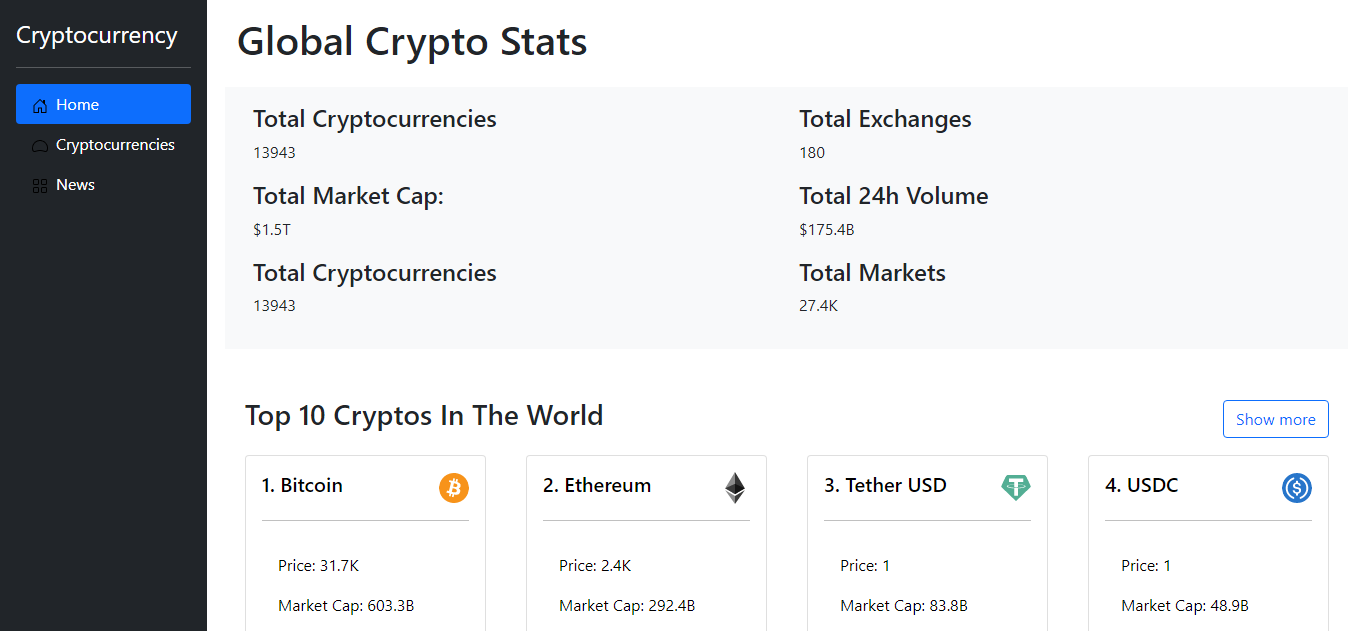 Cryptocurrency
Home
Cryptocurrencies
News
Global Crypto Stats
Total Cryptocurrencies
13943
Total Exchanges
180
Total Market Cap:
$1.5T
Total 24h Volume
$175.4B
Total Cryptocurrencies
13943
Total Markets
27.4K
Top 10 Cryptos In The World
Show more
1. Bitcoin
Price: 31.7K
Market Cap: 603.3B
2. Ethereum
Price: 2.4K
Market Cap: 292.4B
3. Tether USD
Price: 1
Market Cap: 83.8B
4. USDC
Price: 1
Market Cap: 48.9B